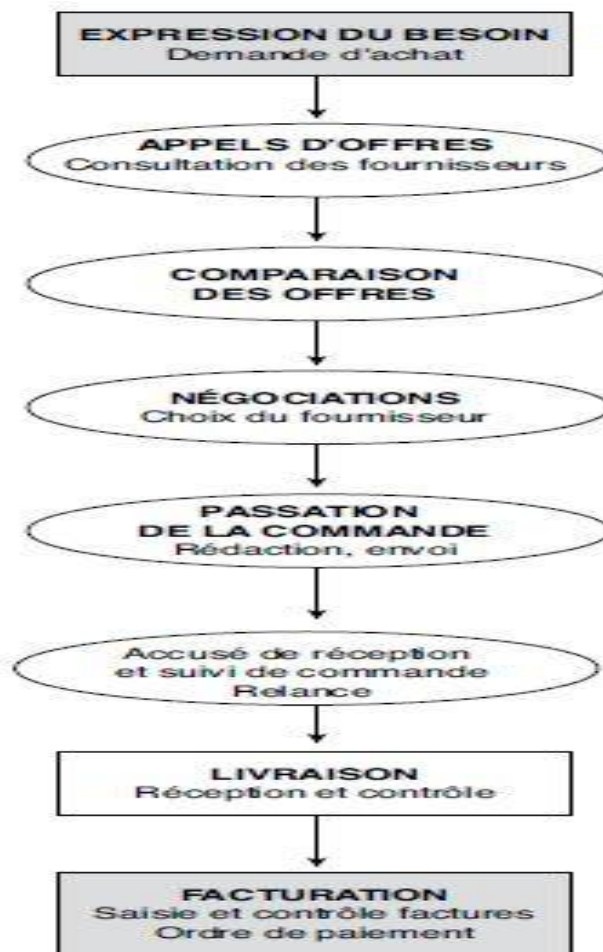 EXPRESSION DU BESOIN
Demande d'achat
APPELS D'OFFRES
Consultation des fournisseurs
COMPARAISON
DES OFFRES
NÉGOCIATIONS
Choix du fournisseur
PASSATION
DE LA COMMANDE
Rédaction, envoi
Accusé de réception
et suivi de commande
Relance
LIVRAISON
Réception et contrôle
FACTURATION
Saisie et contrôle factures
Ordre de paiement